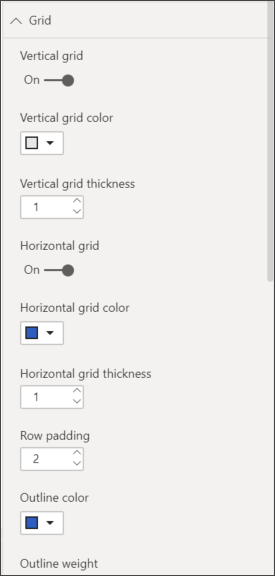 Grid
Vertical grid
On
Vertical grid color
Vertical grid thickness
1
Horizontal grid
On
Horizontal grid color
Horizontal grid thickness
1
Row padding
2
Outline color
Outline weight